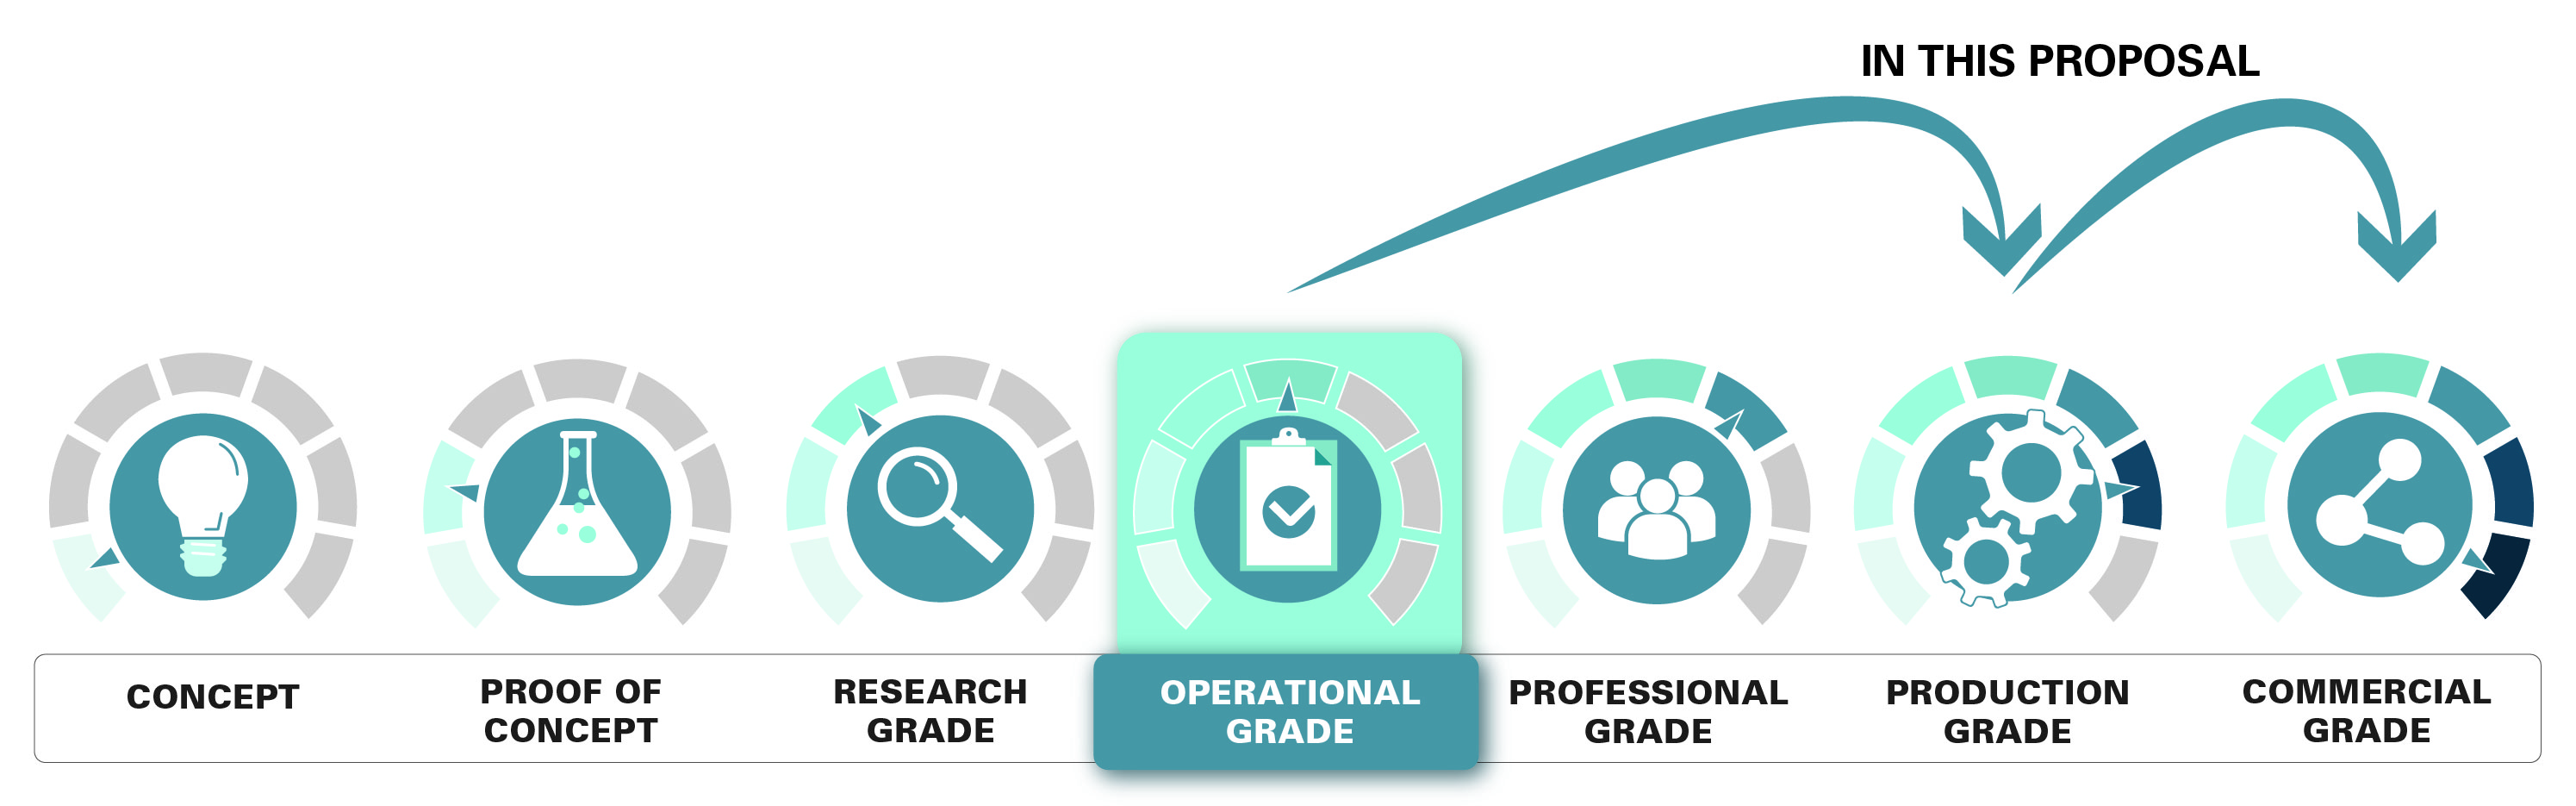 IN THIS PROPOSAL
CONCEPT
PROOF OF
CONCEPT
RESEARCH
GRADE
OPERATIONAL
GRADE
PROFESSIONAL
GRADE
PRODUCTION
GRADE
COMMERCIAL
GRADE